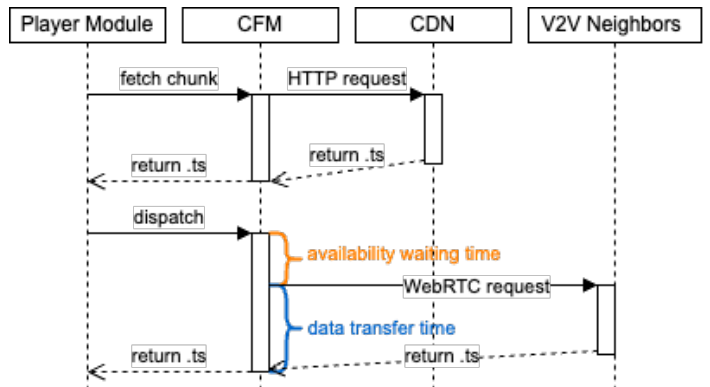 Player Module
CFM
CDN
V2V Neighbors
fetch chunk
HTTP request
return .ts
return .ts
dispatch
availability waiting time
WebRTC request
data transfer time
return .ts
return .ts